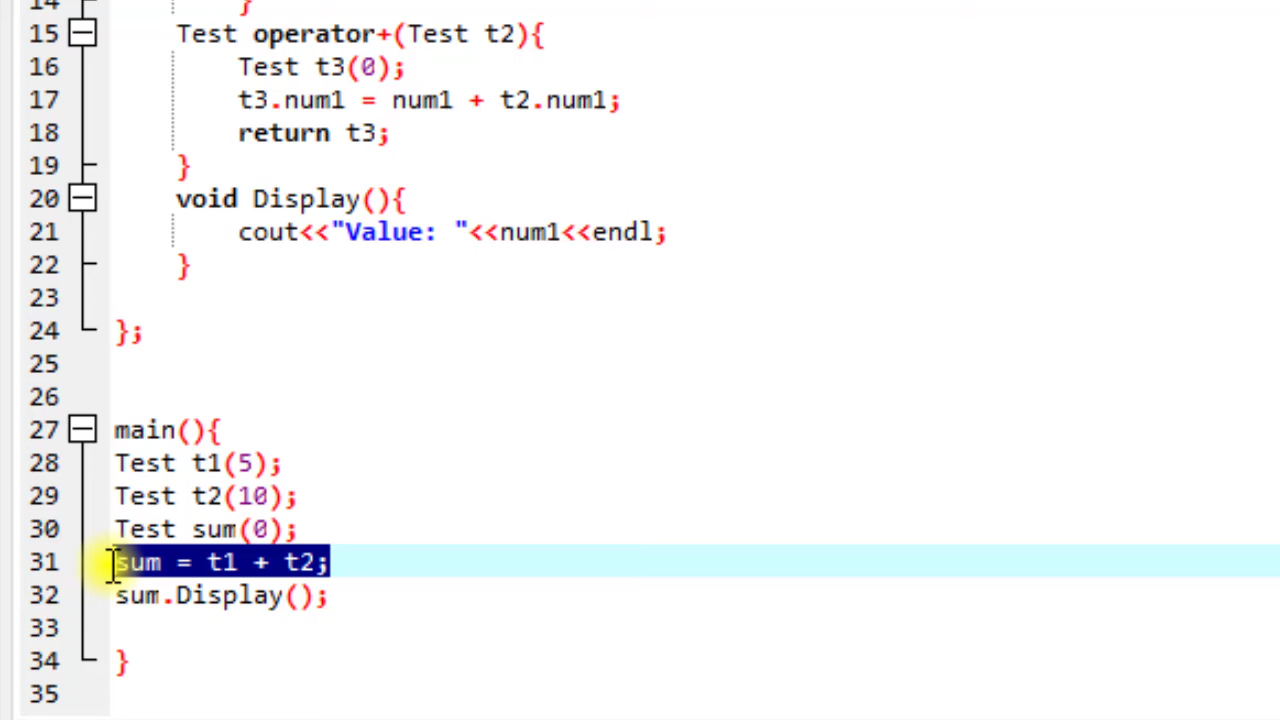 14 }
15 Test operator+(Test t2){
16 Test t3(0);
17 t3.num1 = num1 + t2.num1;
18 return t3;
19 }
20 void Display(){
21 cout<<"Value: "<<num1<<endl;
22 }
23
24 };
25
26
27 main(){
28 Test t1(5);
29 Test t2(10);
30 Test sum(0);
31 sum = t1 + t2;
32 sum.Display();
33
34 }
35